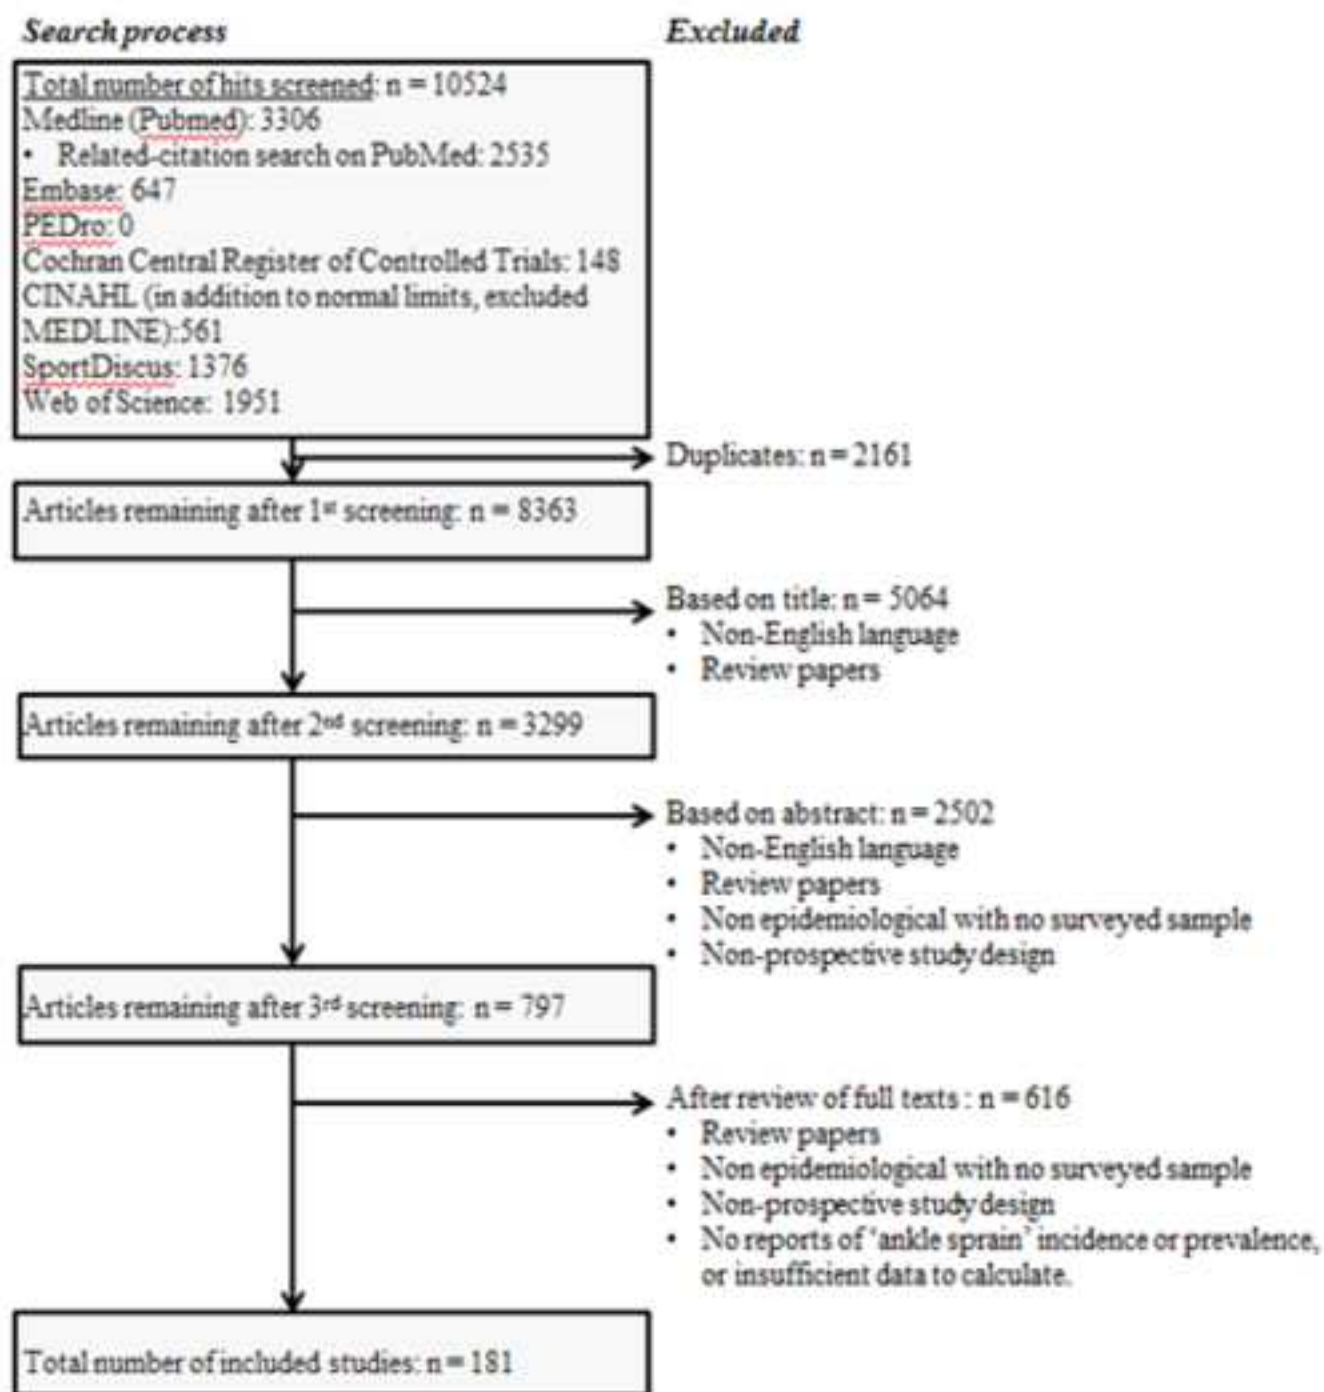 Search process
Excluded
Total number of hits screened: n = 10524
Medline (Pubmed): 3306
• Related-citation search on PubMed: 2535
Embase: 647
PEDro: 0
Cochran Central Register of Controlled Trials: 148
CINAHL (in addition to normal limits, excluded
MEDLINE):561
SportDiscus: 1376
Web of Science: 1951
Duplicates: n = 2161
Articles remaining after 1st screening: n = 8363
Based on title: n = 5064
• Non-English language
• Review papers
Articles remaining after 2nd screening: n = 3299
Based on abstract: n = 2502
• Non-English language
• Review papers
• Non epidemiological with no surveyed sample
• Non-prospective study design
Articles remaining after 3rd screening: n = 797
After review of full texts : n = 616
• Review papers
• Non epidemiological with no surveyed sample
• Non-prospective study design
• No reports of 'ankle sprain' incidence or prevalence,
or insufficient data to calculate.
Total number of included studies: n = 181